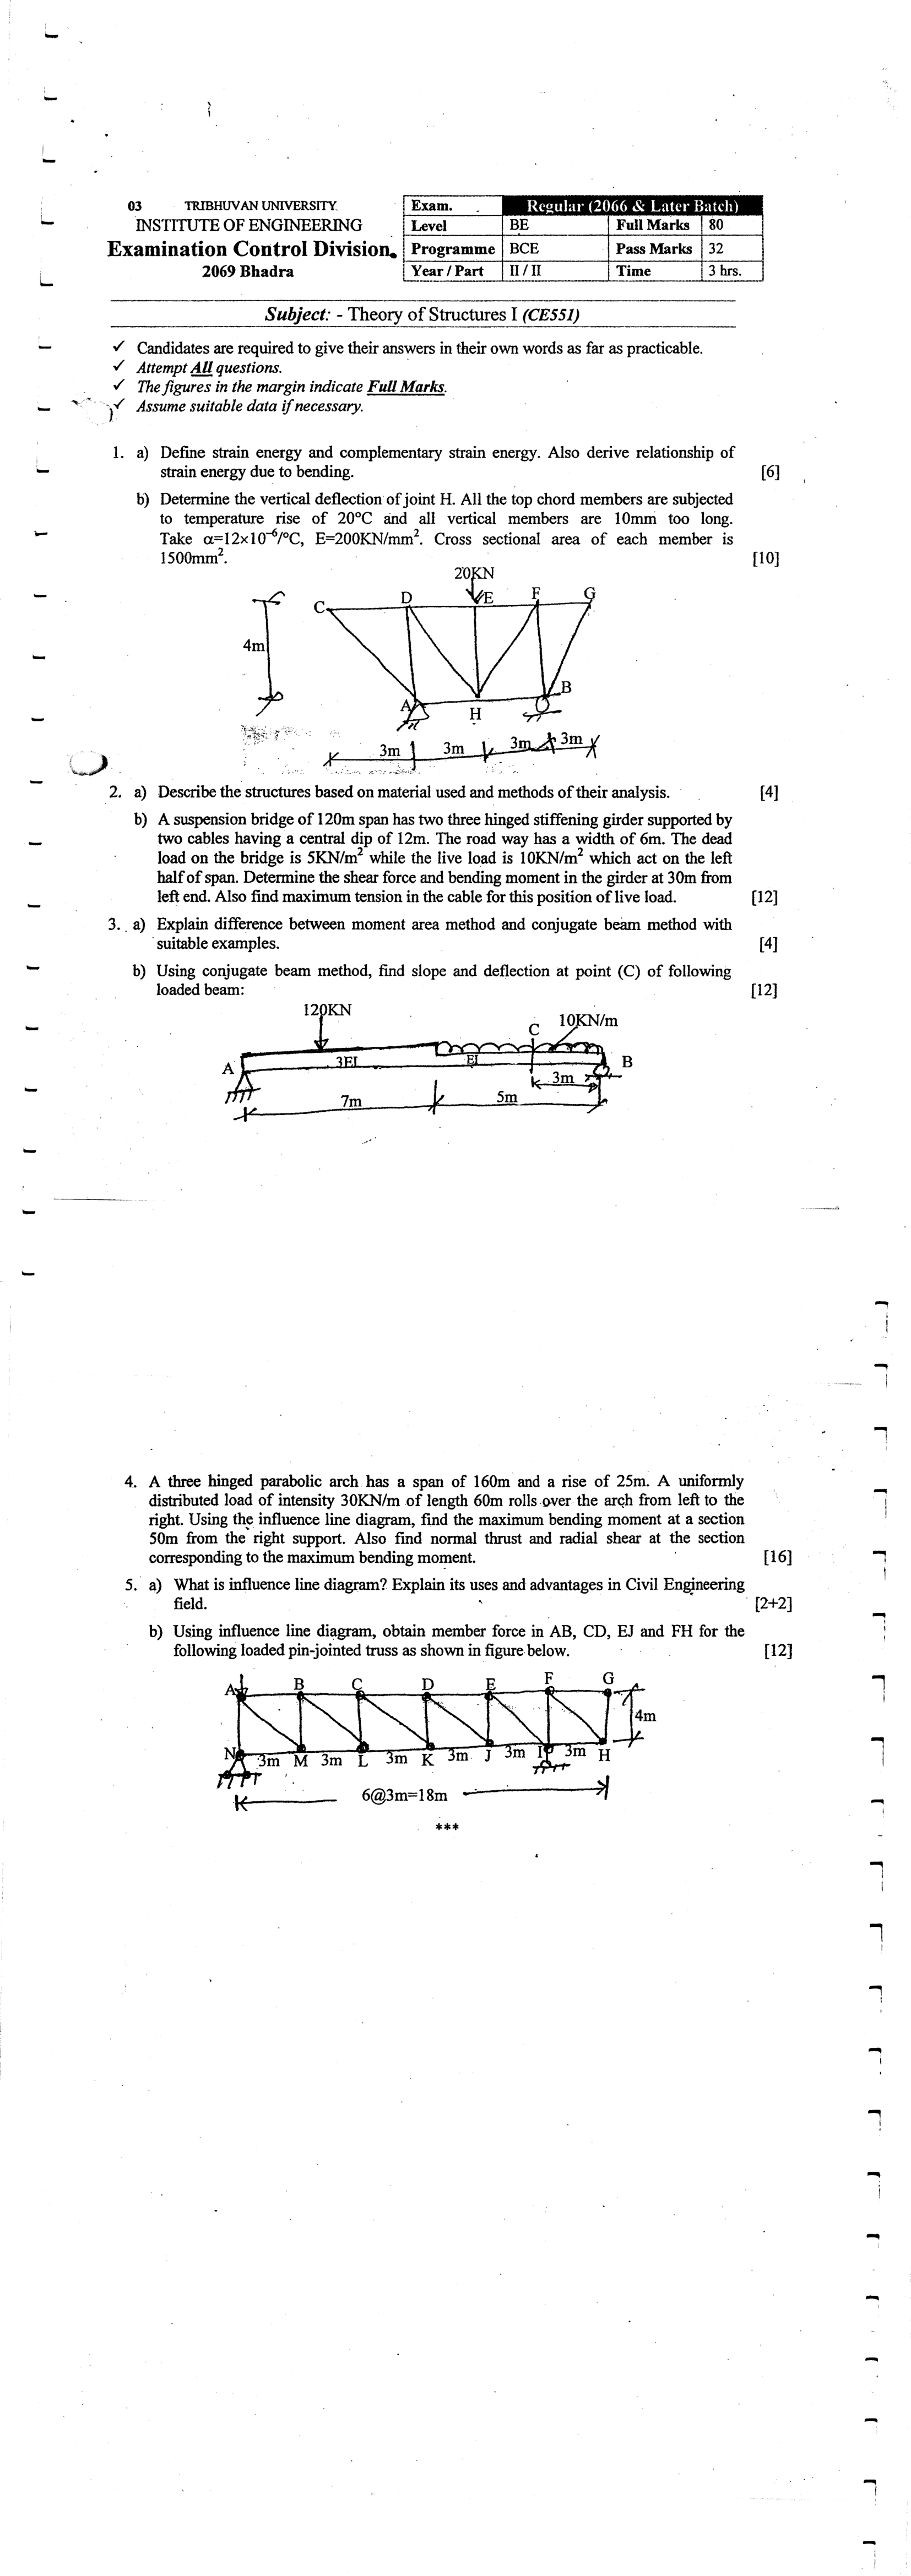 03 TRIBHUVAN UNIVERSITY
INSTITUTE OF ENGINEERING
Examination Control Division
2069 Bhadra
Exam. Regular (2066 & Later Batch)
Level BE Full Marks 80
Programme BCE Pass Marks 32
Year / Part II / II Time 3 hrs.
Subject: - Theory of Structures I (CE551)
✓ Candidates are required to give their answers in their own words as far as practicable.
✓ Attempt All questions.
✓ The figures in the margin indicate Full Marks.
✓ Assume suitable data if necessary.
1. a) Define strain energy and complementary strain energy. Also derive relationship of
strain energy due to bending. [6]
b) Determine the vertical deflection of joint H. All the top chord members are subjected
to temperature rise of 20°C and all vertical members are 10mm too long.
Take α=12×10⁻⁶/°C, E=200KN/mm². Cross sectional area of each member is
1500mm². [10]
20KN
C D E F G
4m
A H B
3m 3m 3m 3m
2. a) Describe the structures based on material used and methods of their analysis. [4]
b) A suspension bridge of 120m span has two three hinged stiffening girder supported by
two cables having a central dip of 12m. The road way has a width of 6m. The dead
load on the bridge is 5KN/m² while the live load is 10KN/m² which act on the left
half of span. Determine the shear force and bending moment in the girder at 30m from
left end. Also find maximum tension in the cable for this position of live load. [12]
3. a) Explain difference between moment area method and conjugate beam method with
suitable examples. [4]
b) Using conjugate beam method, find slope and deflection at point (C) of following
loaded beam: [12]
120KN
C 10KN/m
A 3EI EI B
3m
7m 5m
4. A three hinged parabolic arch has a span of 160m and a rise of 25m. A uniformly
distributed load of intensity 30KN/m of length 60m rolls over the arch from left to the
right. Using the influence line diagram, find the maximum bending moment at a section
50m from the right support. Also find normal thrust and radial shear at the section
corresponding to the maximum bending moment. [16]
5. a) What is influence line diagram? Explain its uses and advantages in Civil Engineering
field. [2+2]
b) Using influence line diagram, obtain member force in AB, CD, EJ and FH for the
following loaded pin-jointed truss as shown in figure below. [12]
A B C D E F G
4m
N 3m M 3m L 3m K 3m J 3m I 3m H
6@3m=18m
***